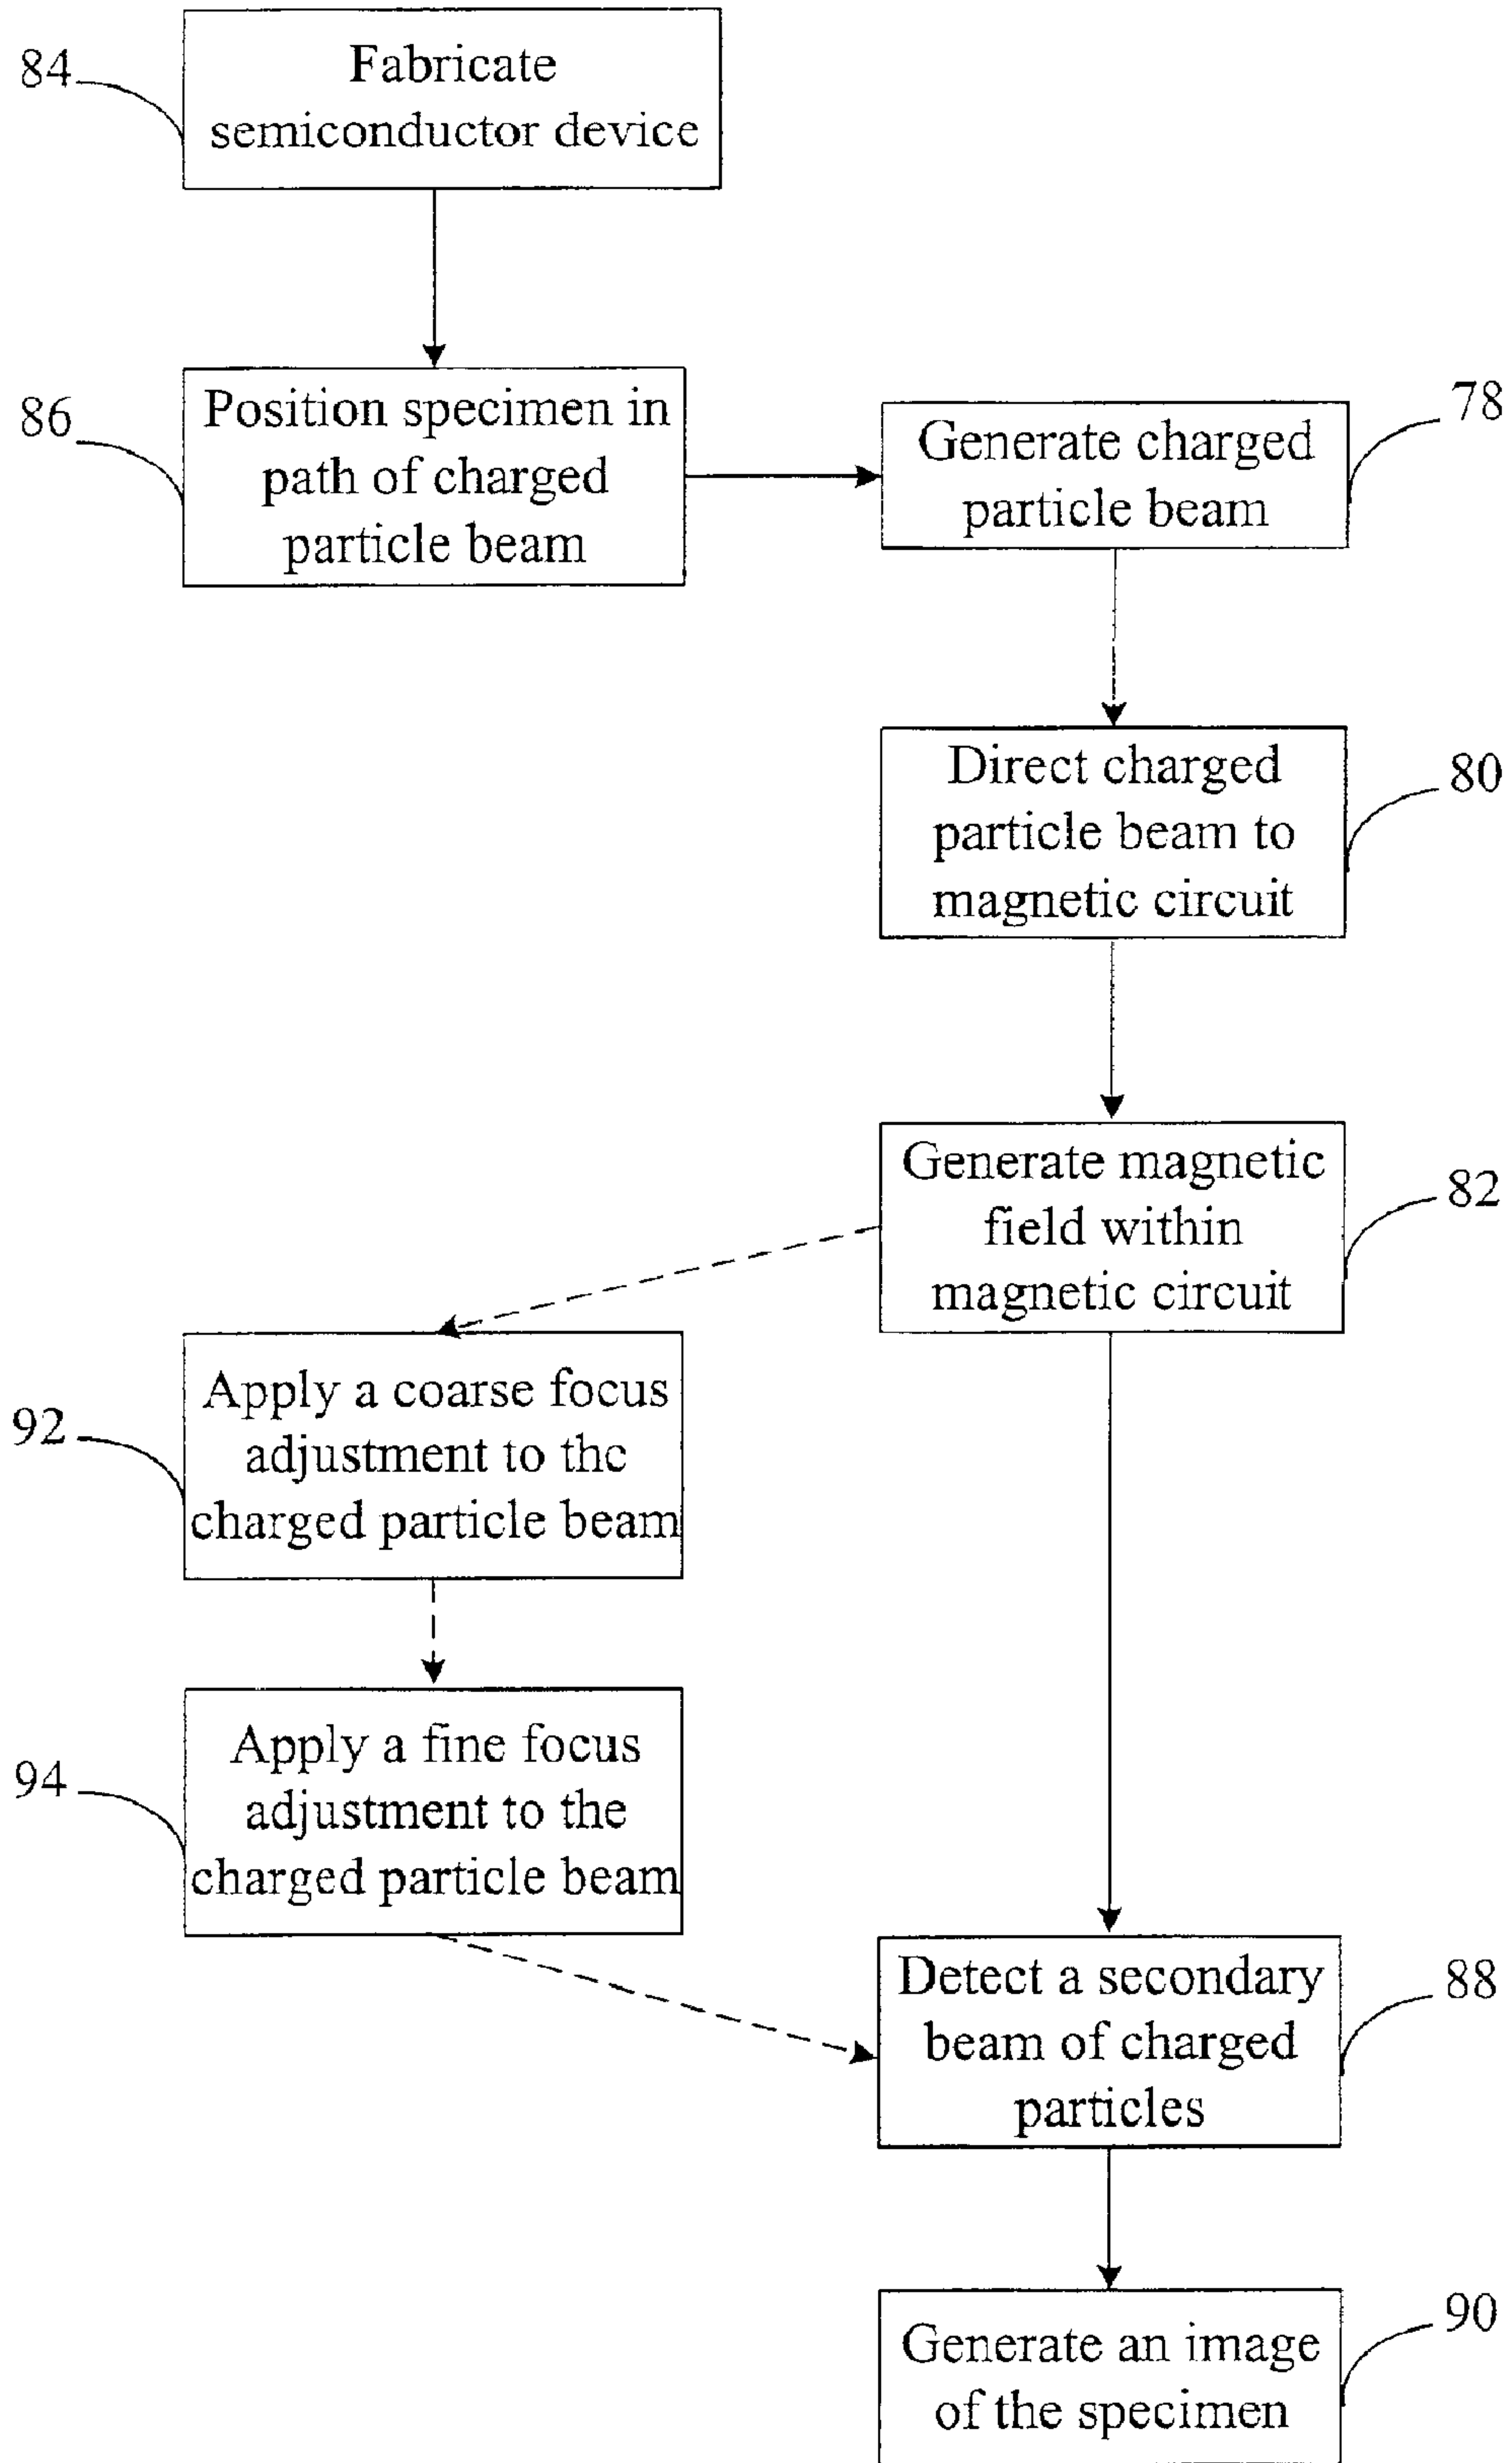 84
Fabricate
semiconductor device
86
Position specimen in
path of charged
particle beam
78
Generate charged
particle beam
80
Direct charged
particle beam to
magnetic circuit
82
Generate magnetic
field within
magnetic circuit
92
Apply a coarse focus
adjustment to the
charged particle beam
94
Apply a fine focus
adjustment to the
charged particle beam
88
Detect a secondary
beam of charged
particles
90
Generate an image
of the specimen